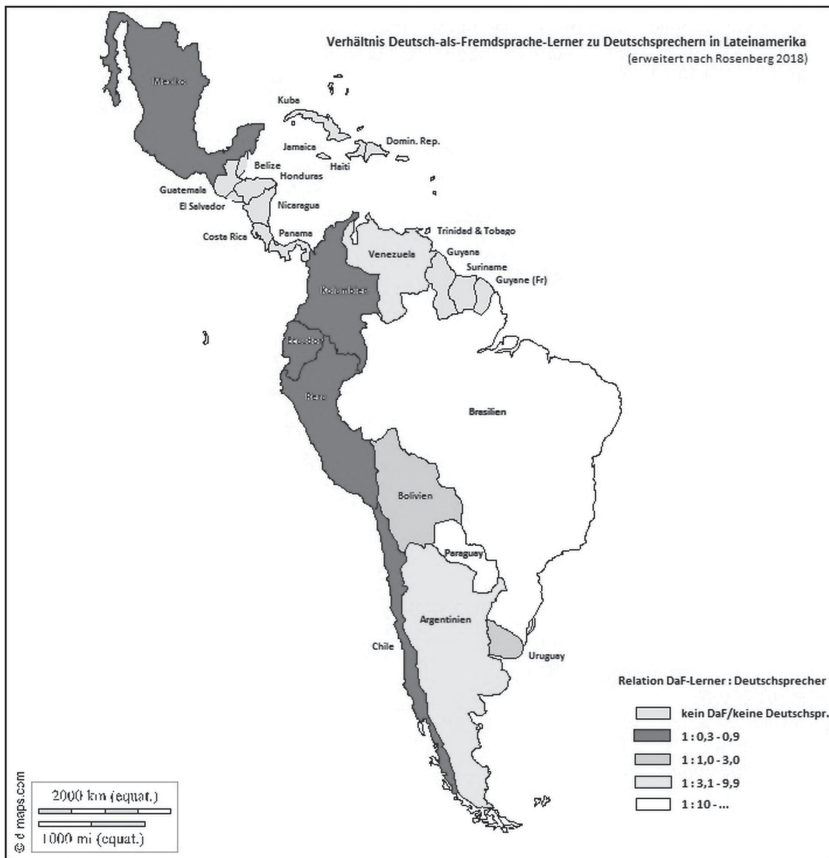 Verhältnis Deutsch-als-Fremdsprache-Lerner zu Deutschsprechern in Lateinamerika
(erweitert nach Rosenberg 2018)
Mexiko
Kuba
Jamaica
Haiti
Domin. Rep.
Belize
Honduras
Guatemala
El Salvador
Nicaragua
Costa Rica
Panama
Trinidad & Tobago
Venezuela
Guyana
Suriname
Guyane (Fr)
Kolumbien
Ecuador
Peru
Brasilien
Bolivien
Paraguay
Argentinien
Chile
Uruguay
Relation DaF-Lerner : Deutschsprecher
kein DaF/keine Deutschspr.
1 : 0,3 - 0,9
1 : 1,0 - 3,0
1 : 3,1 - 9,9
1 : 10 - ...
2000 km (equat.)
1000 mi (equat.)
© d maps.com